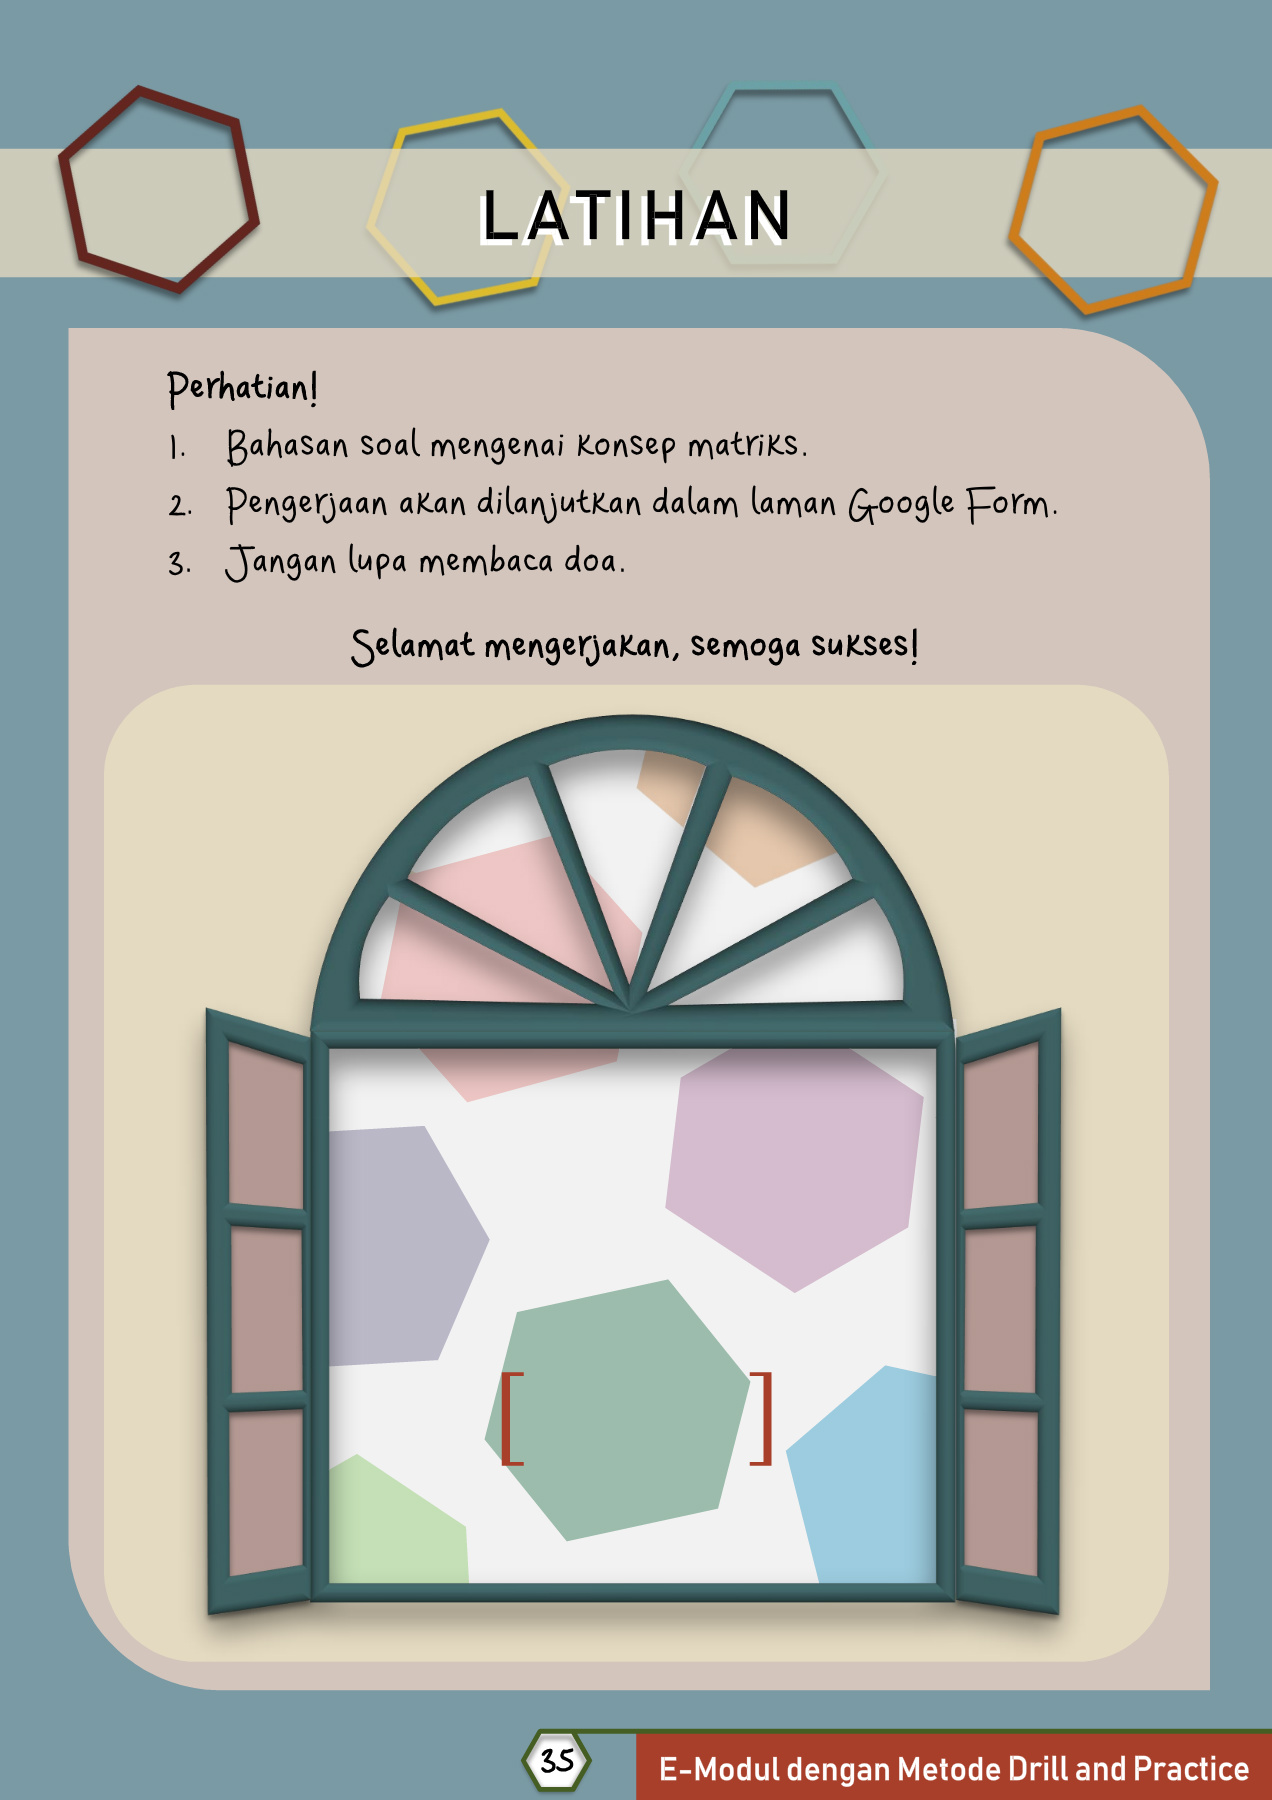 LATIHAN
Perhatian!
1. Bahasan soal mengenai konsep matriks.
2. Pengerjaan akan dilanjutkan dalam laman Google Form.
3. Jangan lupa membaca doa.
Selamat mengerjakan, semoga sukses!
[ ]
35
E-Modul dengan Metode Drill and Practice